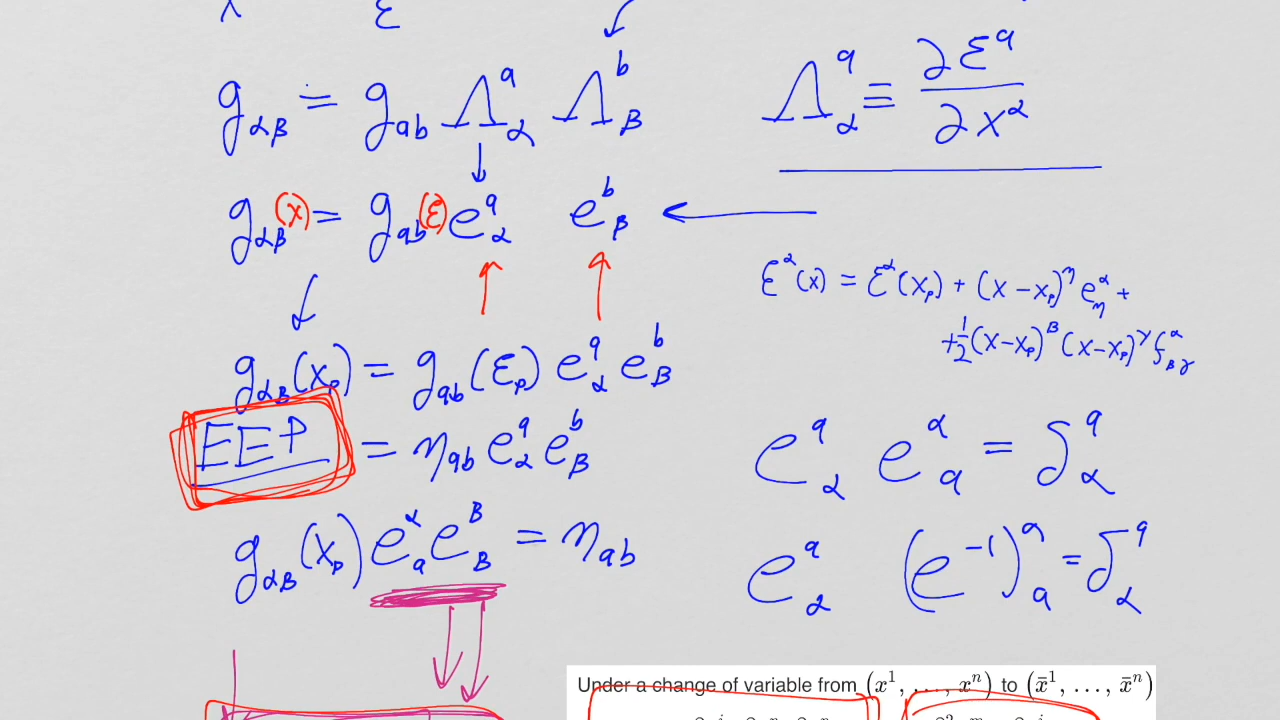 g_{αβ} ≐ g_{ab} Λ^a_α Λ^b_β
Λ^a_α ≡ ∂ξ^a / ∂x^α
g_{αβ}(x) = g_{ab}(ξ) e^a_α e^b_β
ξ^α(x) = ξ^α(x_p) + (x-x_p)^η e^α_η +
+ 1/2 (x-x_p)^β (x-x_p)^γ f^α_{βγ}
g_{αβ}(x_p) = g_{ab}(ξ_p) e^a_α e^b_β
EEP = η_{ab} e^a_α e^b_β
e^a_α e^α_a = δ^a_α
g_{αβ}(x_p) e^α_a e^β_B = η_{ab}
e^a_α (e^{-1})^a_a = δ^a_α
Under a change of variable from (x^1, ..., x^n) to (x̄^1, ..., x̄^n)